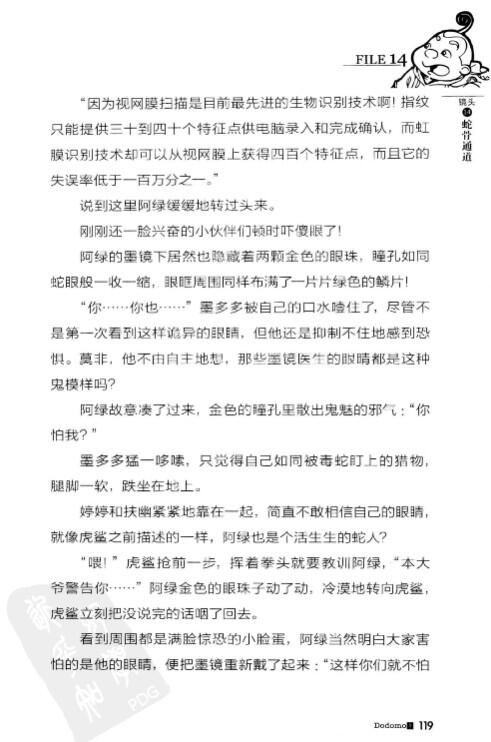 FILE 14
镜头
14
蛇骨通道
“因为视网膜扫描是目前最先进的生物识别技术啊！指纹
只能提供三十到四十个特征点供电脑录入和完成确认，而虹
膜识别技术却可以从视网膜上获得四百个特征点，而且它的
失误率低于一百万分之一。”
说到这里阿绿缓缓地转过头来。
刚刚还一脸兴奋的小伙伴们顿时吓傻眼了！
阿绿的墨镜下居然也隐藏着两颗金色的眼珠，瞳孔如同
蛇眼般一收一缩，眼眶周围同样布满了一片片绿色的鳞片！
“你……你也……”墨多多被自己的口水噎住了，尽管不
是第一次看到这样诡异的眼睛，但他还是抑制不住地感到恐
惧。莫非，他不由自主地想，那些墨镜医生的眼睛都是这种
鬼模样吗？
阿绿故意凑了过来，金色的瞳孔里散出鬼魅的邪气：“你
怕我？”
墨多多猛一哆嗦，只觉得自己如同被毒蛇盯上的猎物，
腿脚一软，跌坐在地上。
婷婷和扶幽紧紧地靠在一起，简直不敢相信自己的眼睛，
就像虎鲨之前描述的一样，阿绿也是个活生生的蛇人？
“喂！”虎鲨抢前一步，挥着拳头就要教训阿绿，“本大
爷警告你……”阿绿金色的眼珠子动了动，冷漠地转向虎鲨，
虎鲨立刻把没说完的话咽了回去。
看到周围都是满脸惊恐的小脸蛋，阿绿当然明白大家害
怕的是他的眼睛，便把墨镜重新戴了起来：“这样你们就不怕
PDG
Dodomo 119